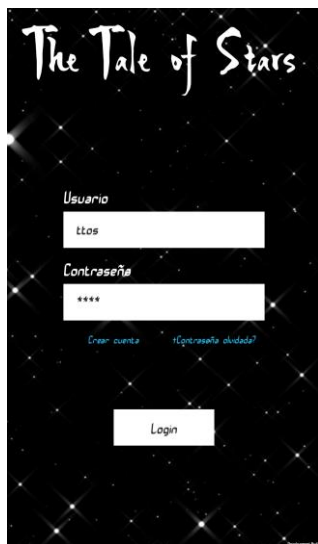 The Tale of Stars
Usuario
ttos
Contraseña
****
Crear cuenta ¿Contraseña olvidada?
Login